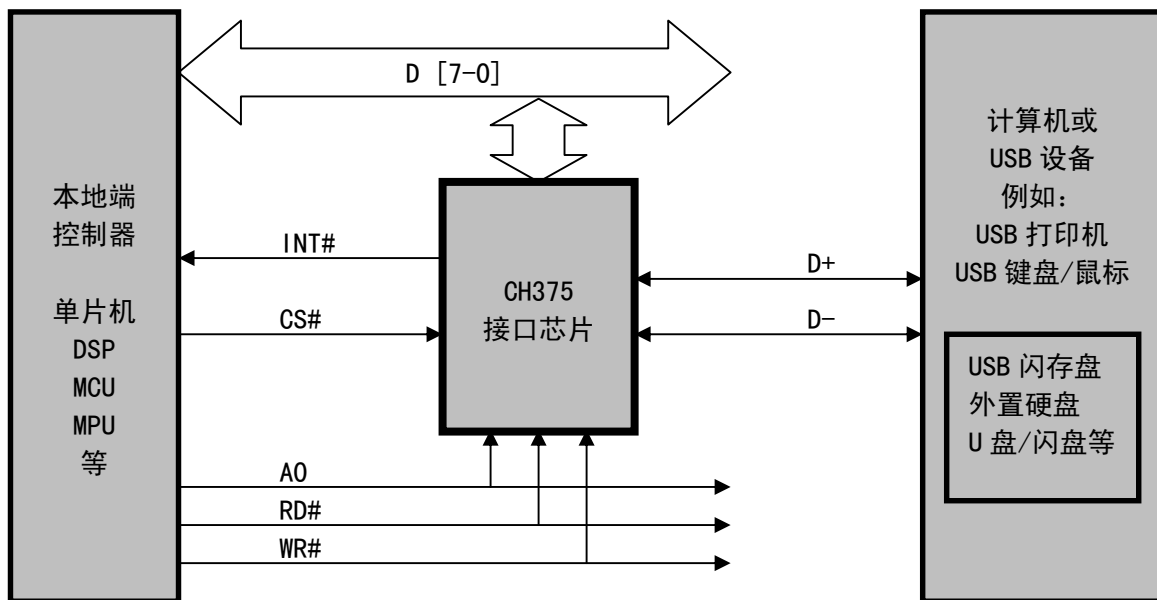 D [7-0]
本地端
控制器
单片机
DSP
MCU
MPU
等
INT#
CS#
CH375
接口芯片
D+
D-
A0
RD#
WR#
计算机或
USB 设备
例如：
USB 打印机
USB 键盘/鼠标
USB 闪存盘
外置硬盘
U 盘/闪盘等